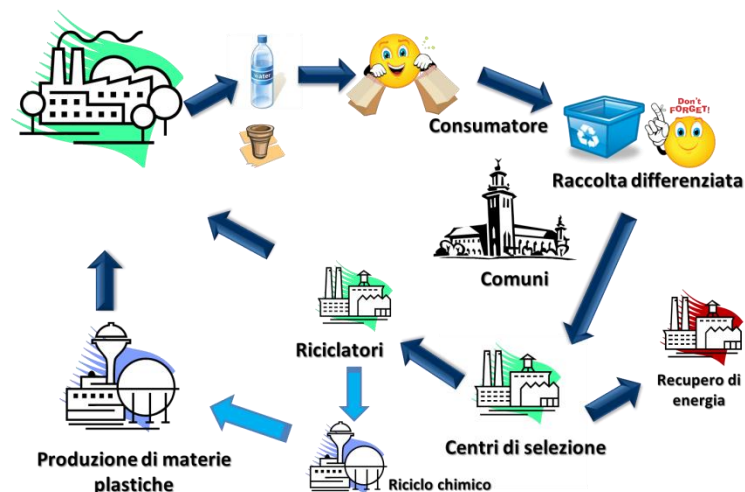 water
Consumatore
Don't
FORGET!
Raccolta differenziata
Comuni
Riciclatori
Recupero di
energia
Centri di selezione
Produzione di materie
plastiche
Riciclo chimico